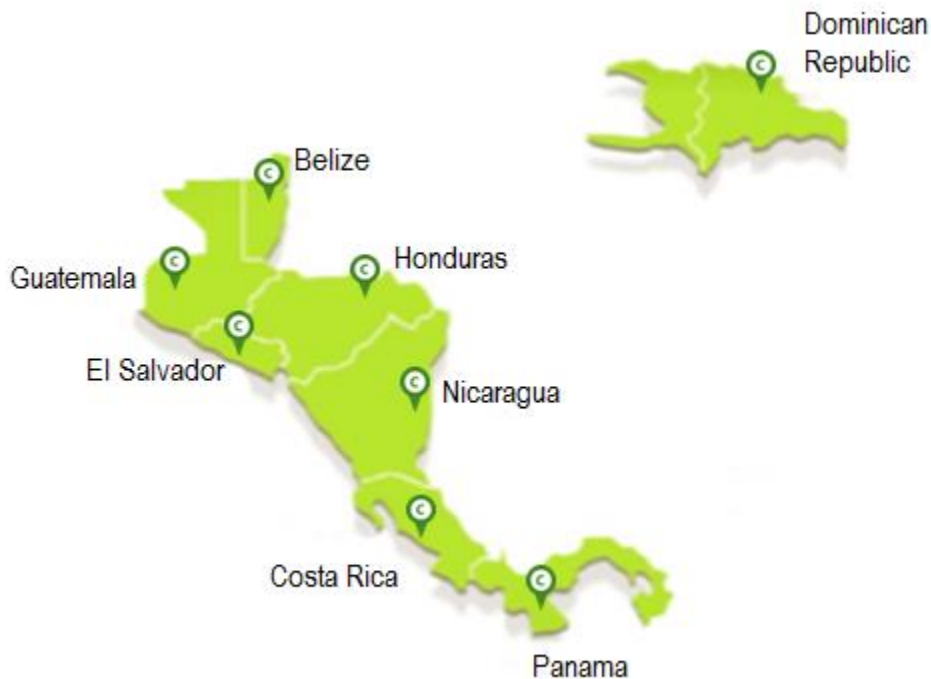 Dominican
Republic
C
Belize
C
Honduras
C
Guatemala
C
C
El Salvador
C
Nicaragua
C
Costa Rica
C
Panama